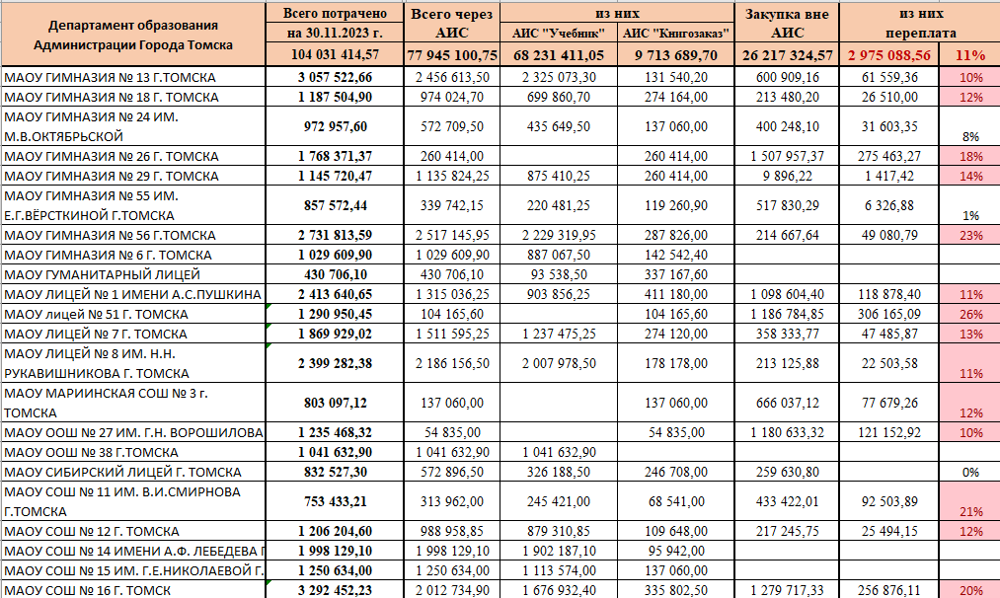 Департамент образования
Администрации Города Томска
Всего потрачено
на 30.11.2023 г.
104 031 414,57
Всего через
АИС
77 945 100,75
из них
АИС "Учебник"
АИС "Книгозаказ"
68 231 411,05
9 713 689,70
Закупка вне
АИС
26 217 324,57
из них
переплата
2 975 088,56
11%
МАОУ ГИМНАЗИЯ № 13 Г.ТОМСКА 3 057 522,66 2 456 613,50 2 325 073,30 131 540,20 600 909,16 61 559,36 10%
МАОУ ГИМНАЗИЯ № 18 Г. ТОМСКА 1 187 504,90 974 024,70 699 860,70 274 164,00 213 480,20 26 510,00 12%
МАОУ ГИМНАЗИЯ № 24 ИМ.
М.В.ОКТЯБРЬСКОЙ 972 957,60 572 709,50 435 649,50 137 060,00 400 248,10 31 603,35 8%
МАОУ ГИМНАЗИЯ № 26 Г. ТОМСКА 1 768 371,37 260 414,00 260 414,00 1 507 957,37 275 463,27 18%
МАОУ ГИМНАЗИЯ № 29 Г. ТОМСКА 1 145 720,47 1 135 824,25 875 410,25 260 414,00 9 896,22 1 417,42 14%
МАОУ ГИМНАЗИЯ № 55 ИМ.
Е.Г.ВЁРСТКИНОЙ Г.ТОМСКА 857 572,44 339 742,15 220 481,25 119 260,90 517 830,29 6 326,88 1%
МАОУ ГИМНАЗИЯ № 56 Г.ТОМСКА 2 731 813,59 2 517 145,95 2 229 319,95 287 826,00 214 667,64 49 080,79 23%
МАОУ ГИМНАЗИЯ № 6 Г. ТОМСКА 1 029 609,90 1 029 609,90 887 067,50 142 542,40
МАОУ ГУМАНИТАРНЫЙ ЛИЦЕЙ 430 706,10 430 706,10 93 538,50 337 167,60
МАОУ ЛИЦЕЙ № 1 ИМЕНИ А.С.ПУШКИНА 2 413 640,65 1 315 036,25 903 856,25 411 180,00 1 098 604,40 118 878,40 11%
МАОУ лицей № 51 Г. ТОМСКА 1 290 950,45 104 165,60 104 165,60 1 186 784,85 306 165,09 26%
МАОУ ЛИЦЕЙ № 7 Г. ТОМСКА 1 869 929,02 1 511 595,25 1 237 475,25 274 120,00 358 333,77 47 485,87 13%
МАОУ ЛИЦЕЙ № 8 ИМ. Н.Н.
РУКАВИШНИКОВА Г. ТОМСКА 2 399 282,38 2 186 156,50 2 007 978,50 178 178,00 213 125,88 22 503,58 11%
МАОУ МАРИИНСКАЯ СОШ № 3 г.
ТОМСКА 803 097,12 137 060,00 137 060,00 666 037,12 77 679,26 12%
МАОУ ООШ № 27 ИМ. Г.Н. ВОРОШИЛОВА 1 235 468,32 54 835,00 54 835,00 1 180 633,32 121 152,92 10%
МАОУ ООШ № 38 Г.ТОМСКА 1 041 632,90 1 041 632,90 1 041 632,90
МАОУ СИБИРСКИЙ ЛИЦЕЙ Г. ТОМСКА 832 527,30 572 896,50 326 188,50 246 708,00 259 630,80 0%
МАОУ СОШ № 11 ИМ. В.И.СМИРНОВА
Г.ТОМСКА 753 433,21 313 962,00 245 421,00 68 541,00 433 422,01 92 503,89 21%
МАОУ СОШ № 12 Г. ТОМСКА 1 206 204,60 988 958,85 879 310,85 109 648,00 217 245,75 25 494,15 12%
МАОУ СОШ № 14 ИМЕНИ А.Ф. ЛЕБЕДЕВА Г 1 998 129,10 1 998 129,10 1 902 187,10 95 942,00
МАОУ СОШ № 15 ИМ. Г.Е.НИКОЛАЕВОЙ Г. 1 250 634,00 1 250 634,00 1 113 574,00 137 060,00
МАОУ СОШ № 16 Г. ТОМСК 3 292 452,23 2 012 734,90 1 676 932,40 335 802,50 1 279 717,33 256 876,11 20%